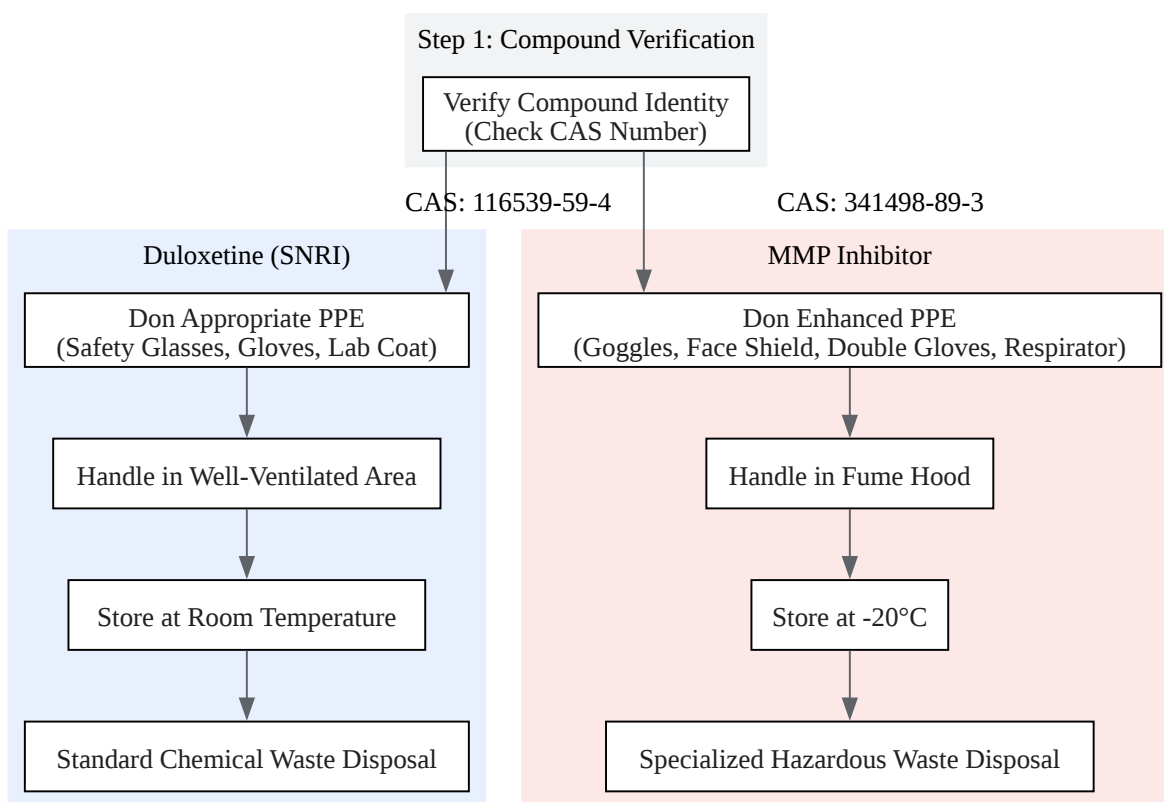 Step 1: Compound Verification
Verify Compound Identity
(Check CAS Number)
CAS: 116539-59-4
CAS: 341498-89-3
Duloxetine (SNRI)
Don Appropriate PPE
(Safety Glasses, Gloves, Lab Coat)
Handle in Well-Ventilated Area
Store at Room Temperature
Standard Chemical Waste Disposal
MMP Inhibitor
Don Enhanced PPE
(Goggles, Face Shield, Double Gloves, Respirator)
Handle in Fume Hood
Store at -20°C
Specialized Hazardous Waste Disposal